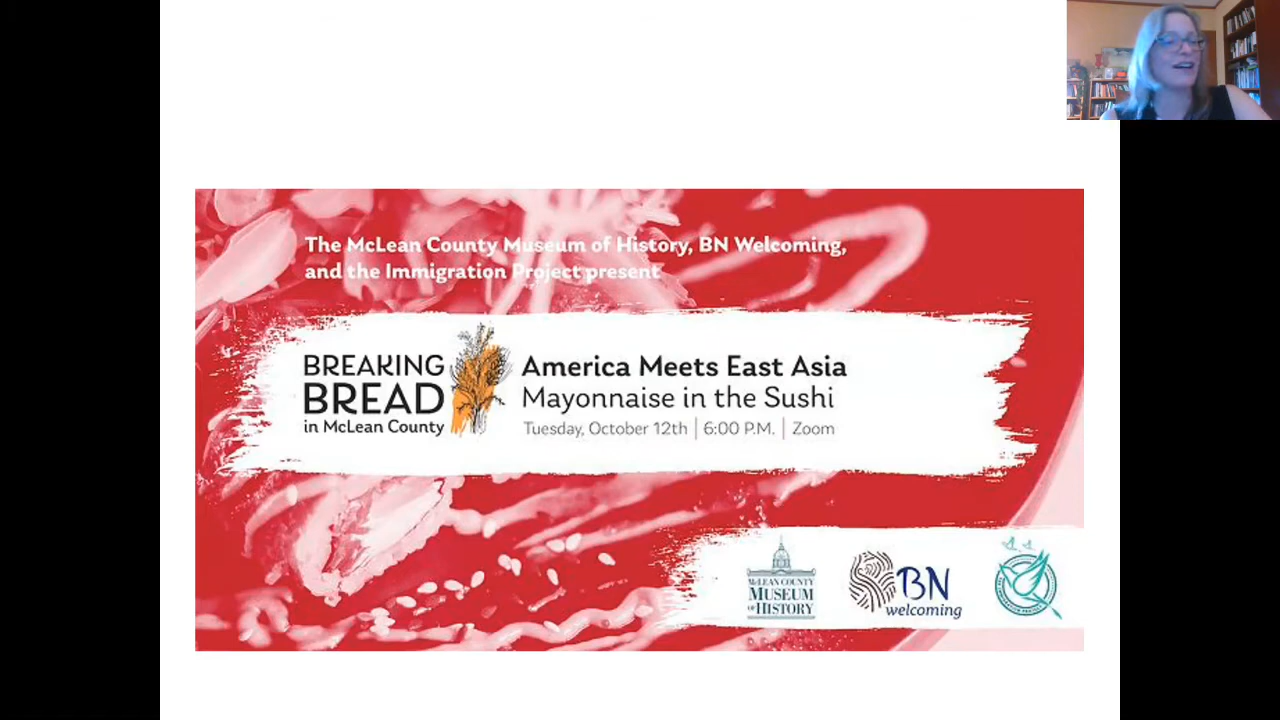 The McLean County Museum of History, BN Welcoming,
and the Immigration Project present
BREAKING
BREAD
in McLean County
America Meets East Asia
Mayonnaise in the Sushi
Tuesday, October 12th | 6:00 P.M. | Zoom
McLEAN COUNTY
MUSEUM
OF HISTORY
BN
welcoming